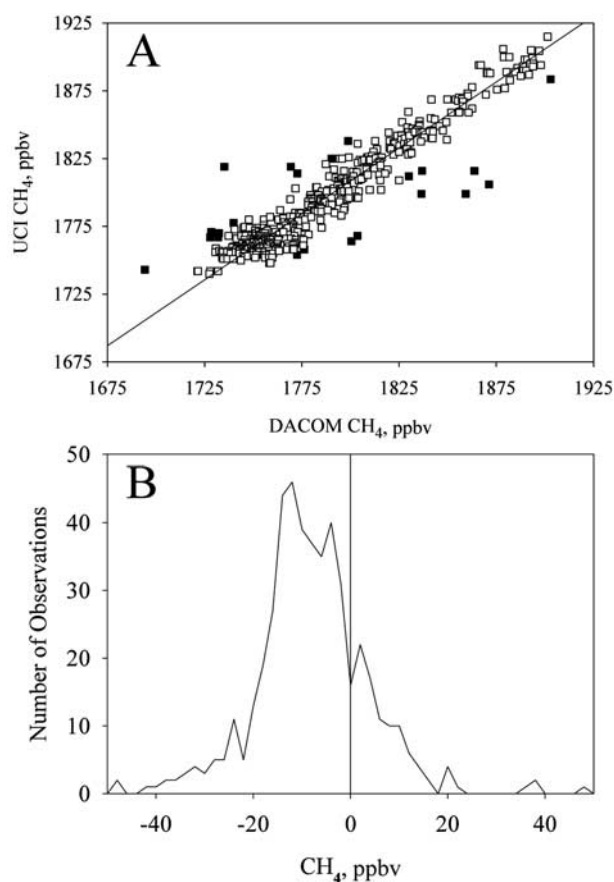 A
UCI CH₄, ppbv
1925
1875
1825
1775
1725
1675
1675 1725 1775 1825 1875 1925
DACOM CH₄, ppbv
B
Number of Observations
50
40
30
20
10
0
-40 -20 0 20 40
CH₄, ppbv